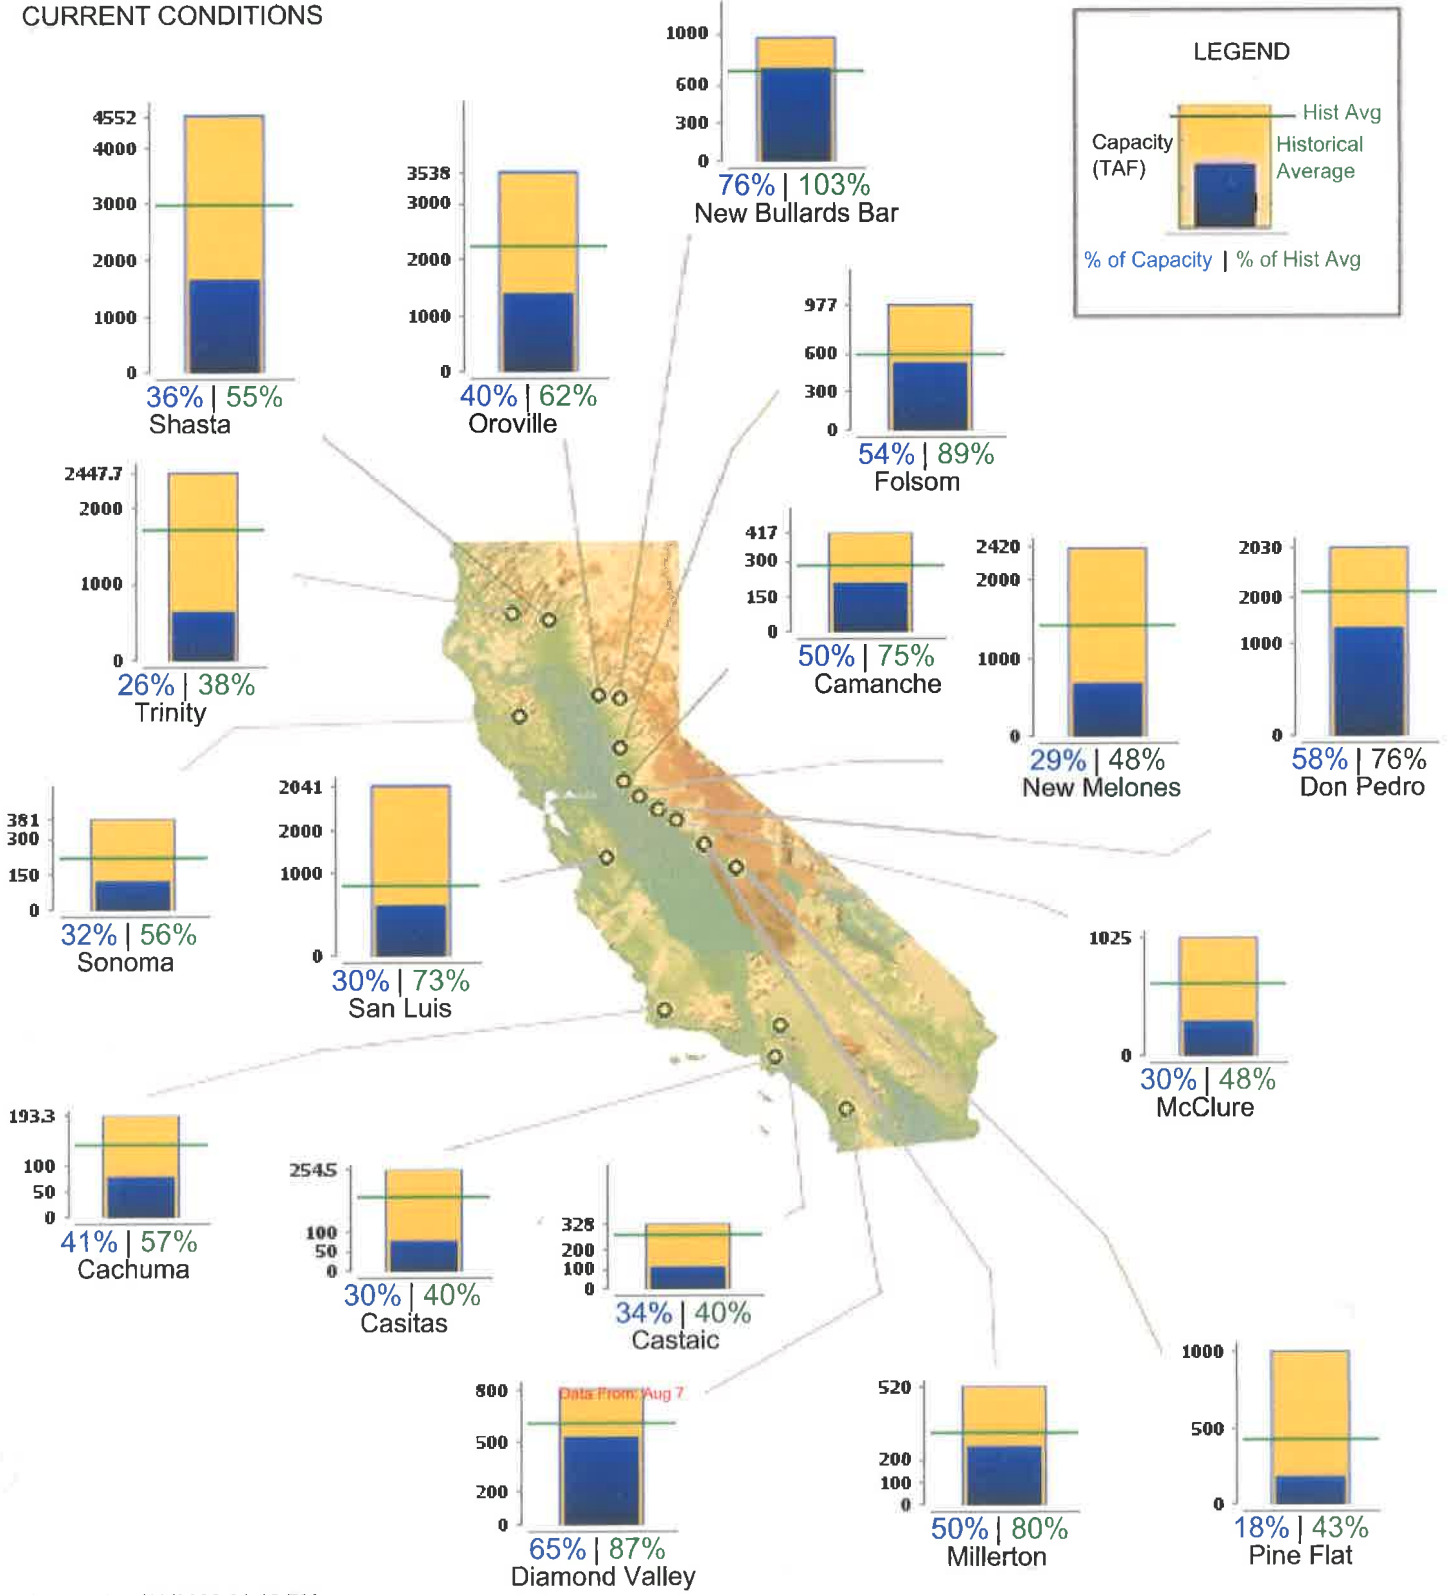 CURRENT CONDITIONS
LEGEND
Hist Avg
Capacity
(TAF)
Historical
Average
% of Capacity | % of Hist Avg
1000
600
300
0
76% | 103%
New Bullards Bar
4552
4000
3000
2000
1000
0
36% | 55%
Shasta
3538
3000
2000
1000
0
40% | 62%
Oroville
977
600
300
0
54% | 89%
Folsom
2447.7
2000
1000
0
26% | 38%
Trinity
417
300
150
0
50% | 75%
Camanche
2420
2000
1000
0
29% | 48%
New Melones
2030
2000
1000
0
58% | 76%
Don Pedro
381
300
150
0
32% | 56%
Sonoma
2041
2000
1000
0
30% | 73%
San Luis
1025
0
30% | 48%
McClure
193.3
100
50
0
41% | 57%
Cachuma
254.5
100
50
0
30% | 40%
Casitas
328
200
100
0
34% | 40%
Castaic
800
Data From: Aug 7
500
200
0
65% | 87%
Diamond Valley
520
200
100
0
50% | 80%
Millerton
1000
500
0
18% | 43%
Pine Flat